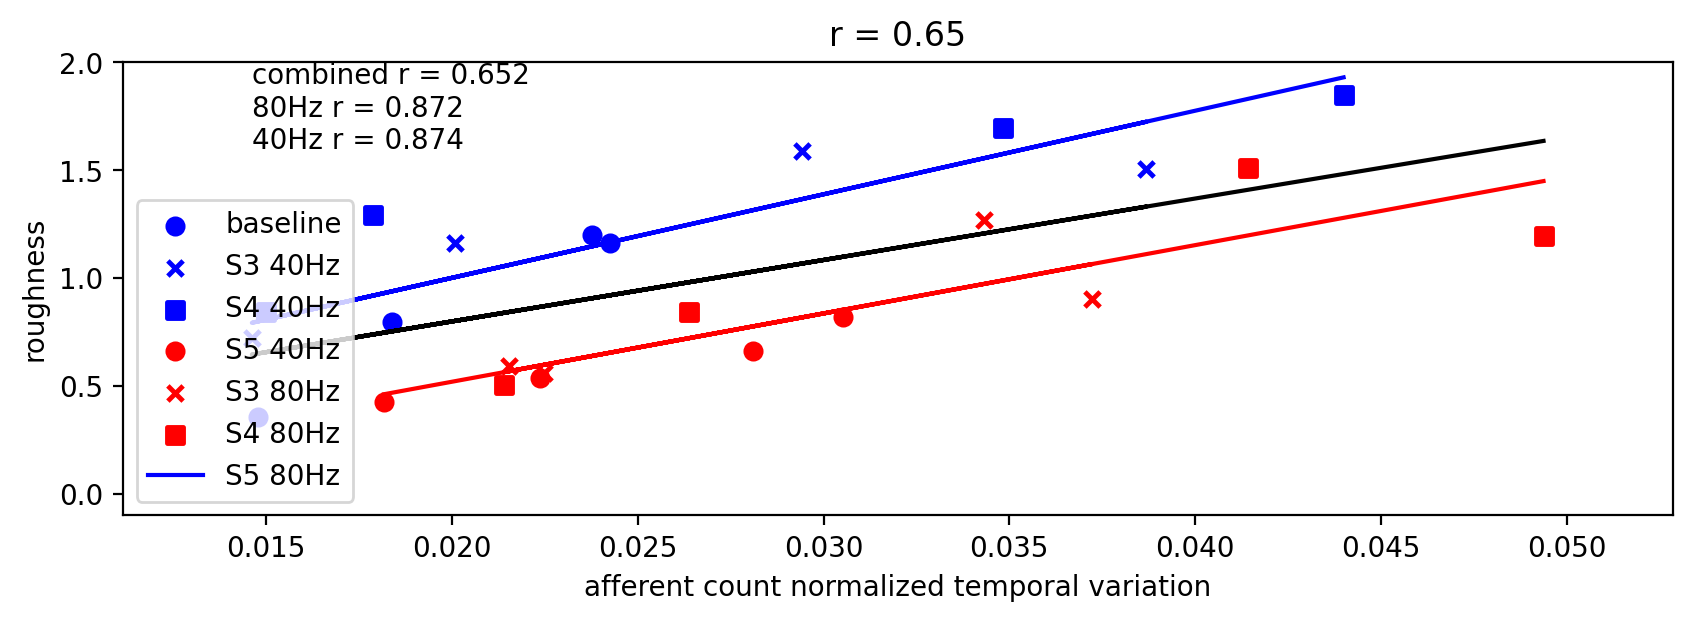 r = 0.65
combined r = 0.652
80Hz r = 0.872
40Hz r = 0.874
2.0
1.5
1.0
0.5
0.0
roughness
baseline
S3 40Hz
S4 40Hz
S5 40Hz
S3 80Hz
S4 80Hz
S5 80Hz
0.015 0.020 0.025 0.030 0.035 0.040 0.045 0.050
afferent count normalized temporal variation